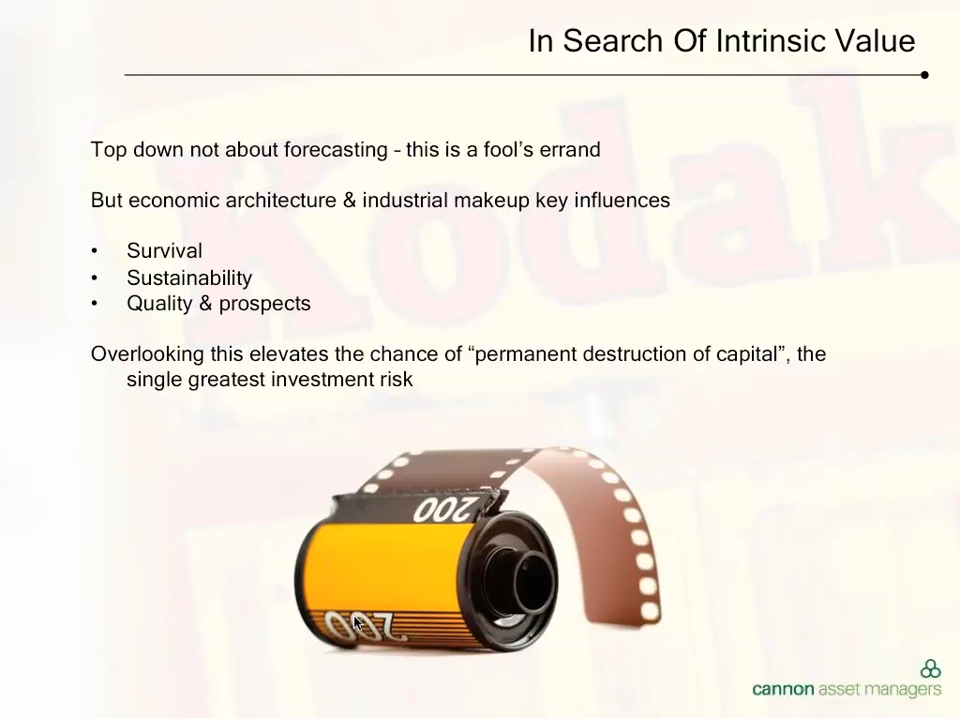 In Search Of Intrinsic Value
Kodak
Top down not about forecasting - this is a fool’s errand
But economic architecture & industrial makeup key influences
• Survival
• Sustainability
• Quality & prospects
Overlooking this elevates the chance of “permanent destruction of capital”, the
single greatest investment risk
200
200
cannon asset managers